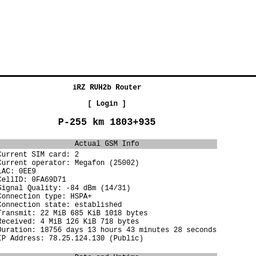 iRZ RUH2b Router
[ Login ]
P-255 km 1803+935
Actual GSM Info
Current SIM card: 2
Current operator: Megafon (25002)
LAC: 0EE9
CellID: 0FA69D71
Signal Quality: -84 dBm (14/31)
Connection type: HSPA+
Connection state: established
Transmit: 22 MiB 685 KiB 1018 bytes
Received: 4 MiB 126 KiB 718 bytes
Duration: 18756 days 13 hours 43 minutes 28 seconds
IP Address: 78.25.124.130 (Public)